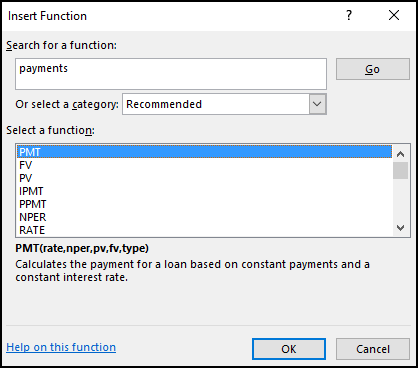 Insert Function
?
Search for a function:
payments
Go
Or select a category: Recommended
Select a function:
PMT
FV
PV
IPMT
PPMT
NPER
RATE
PMT(rate,nper,pv,fv,type)
Calculates the payment for a loan based on constant payments and a
constant interest rate.
Help on this function
OK
Cancel